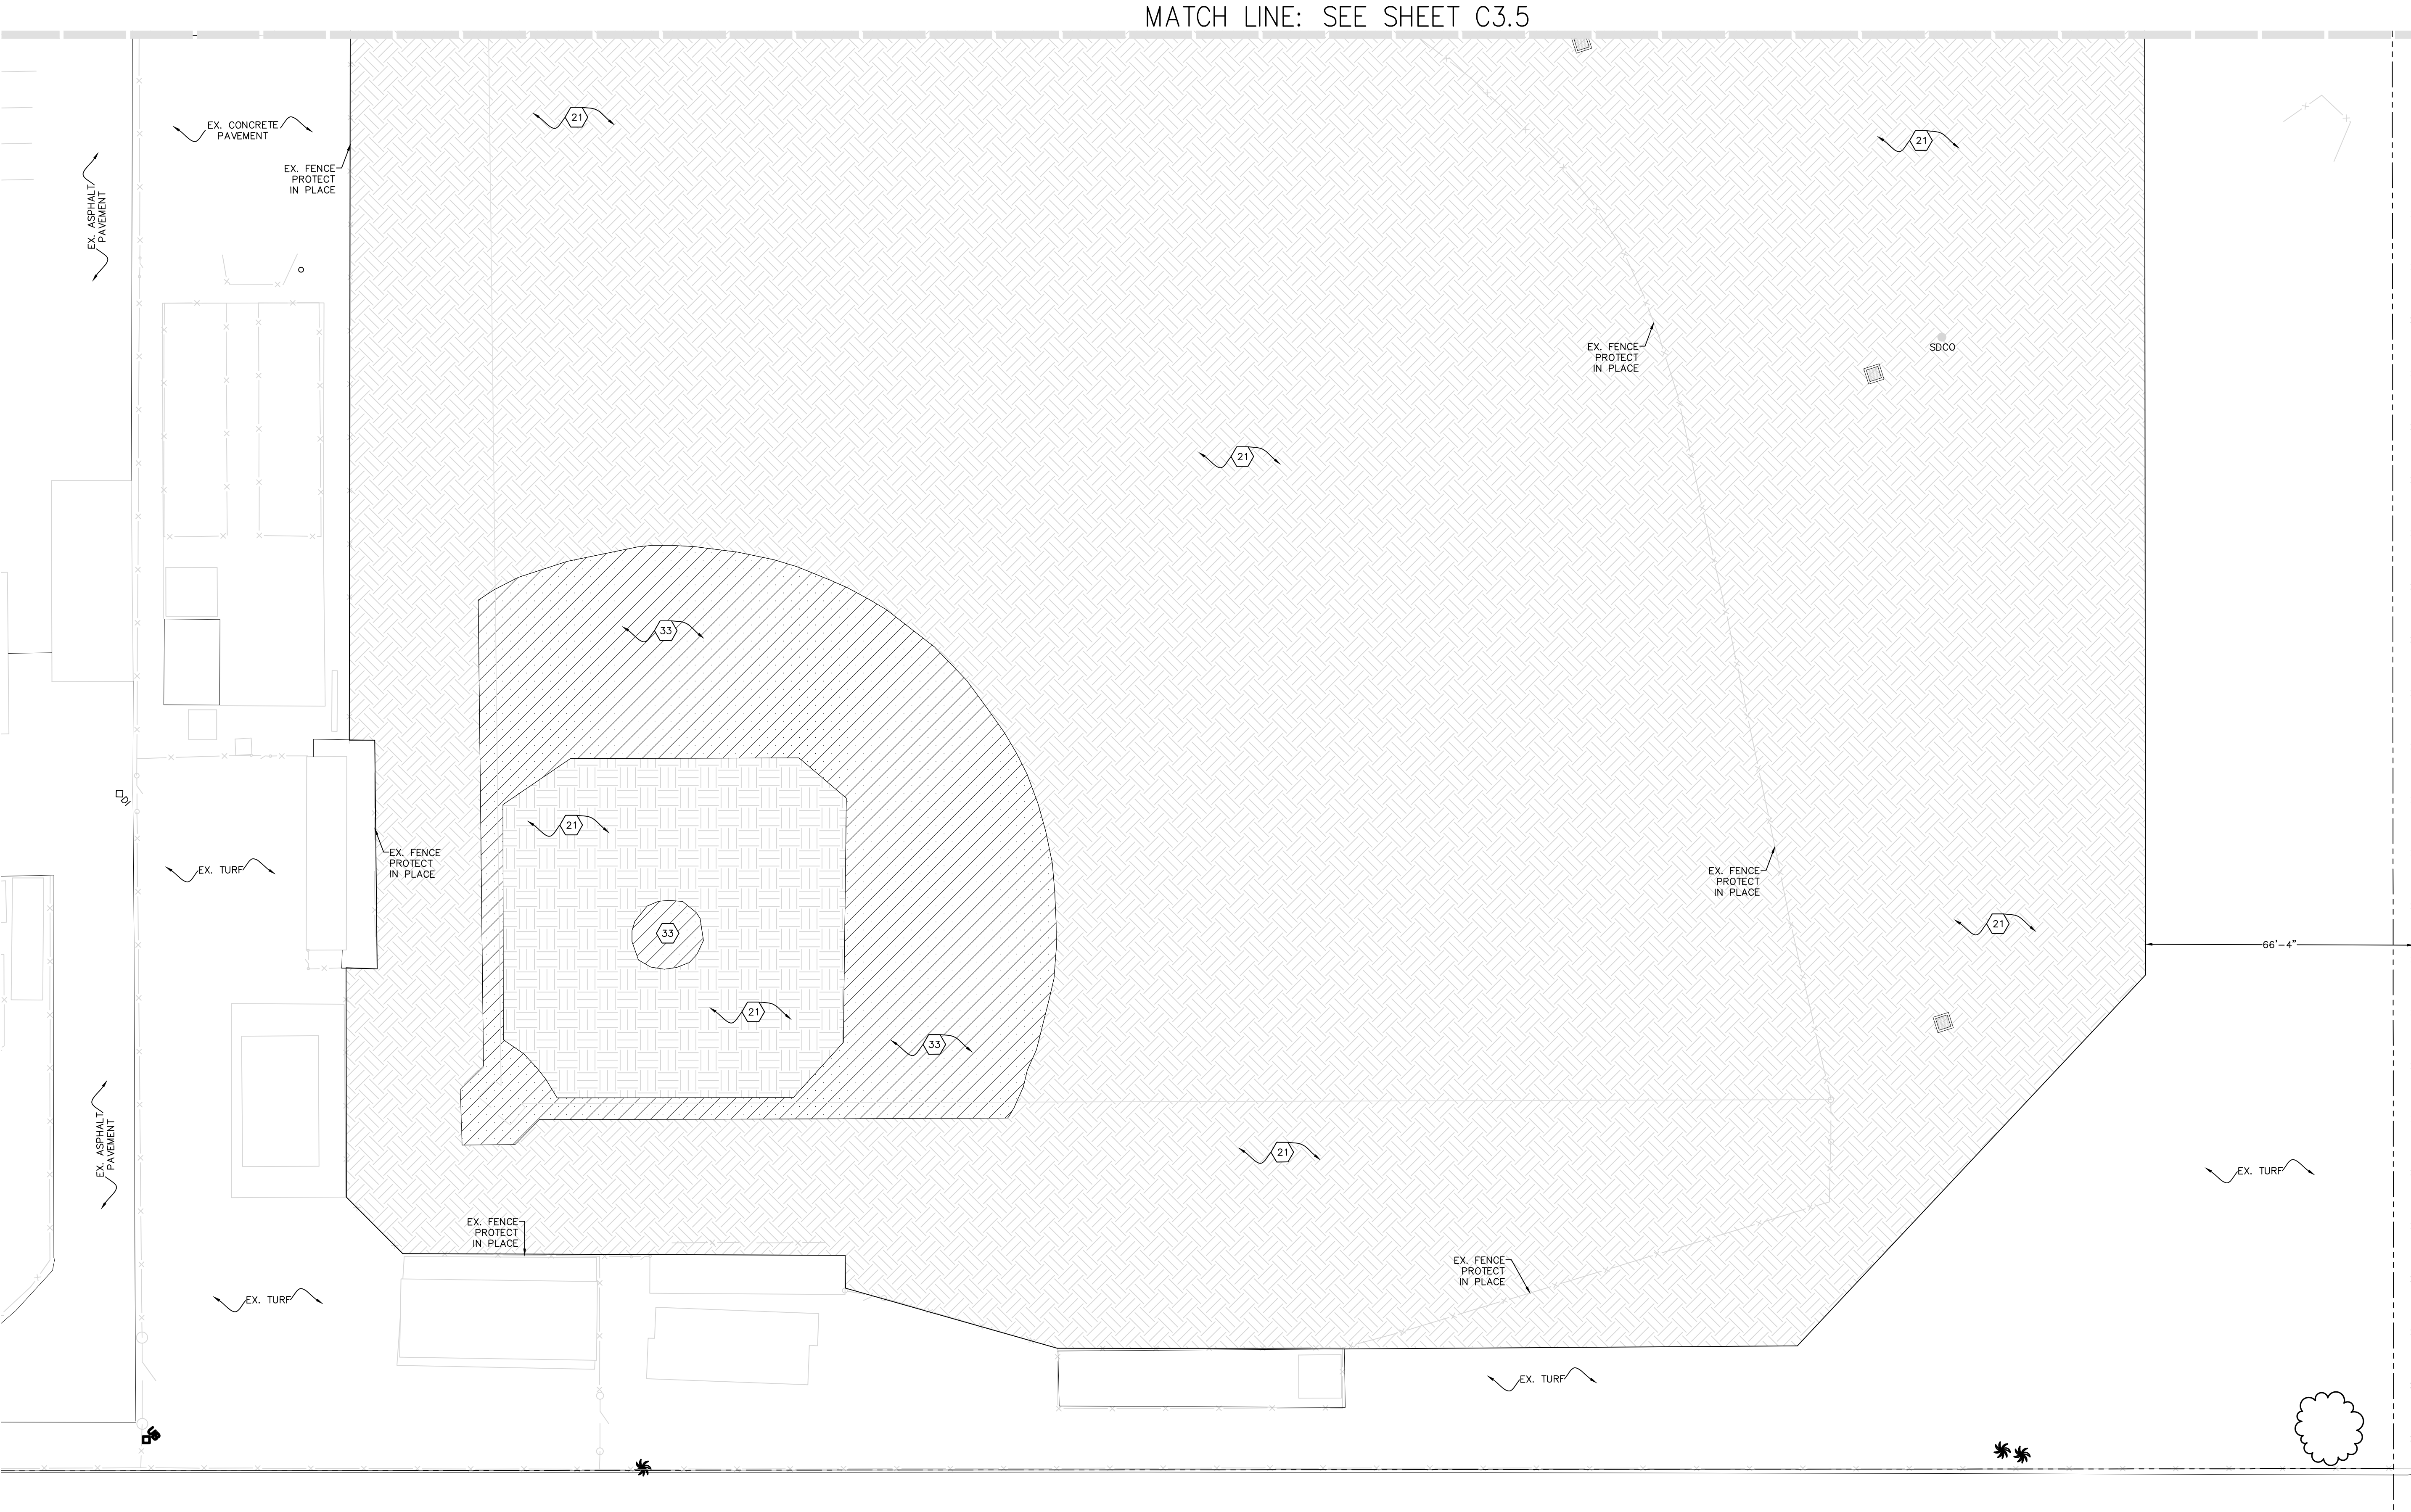 MATCH LINE: SEE SHEET C3.5
EX. CONCRETE
PAVEMENT
21
21
EX. FENCE
PROTECT
IN PLACE
EX. ASPHALT
PAVEMENT
EX. FENCE
PROTECT
IN PLACE
SDCO
21
33
DI
21
EX. FENCE
PROTECT
IN PLACE
EX. TURF
EX. FENCE
PROTECT
IN PLACE
33
21
66'-4"
21
33
EX. ASPHALT
PAVEMENT
21
EX. TURF
EX. FENCE
PROTECT
IN PLACE
EX. FENCE
PROTECT
IN PLACE
EX. TURF
EX. TURF